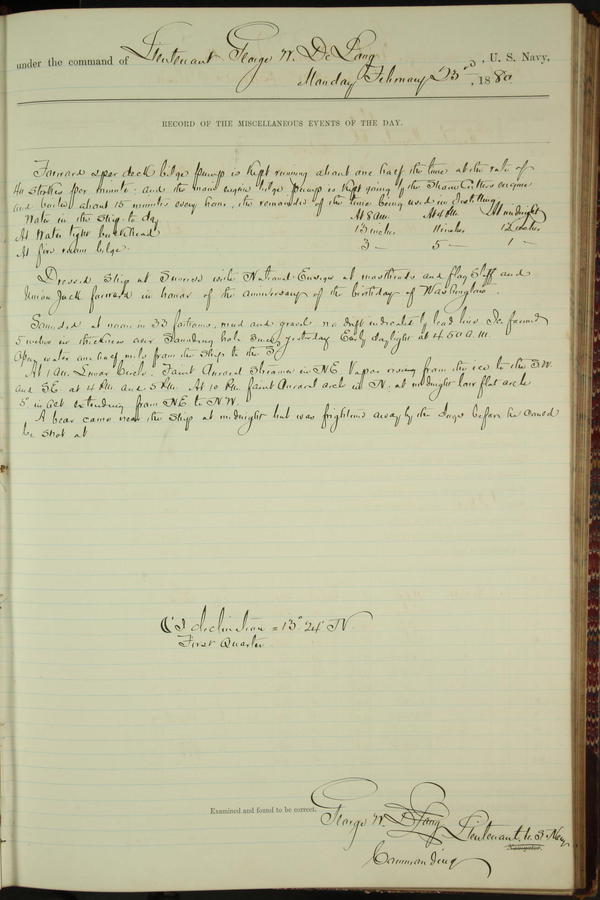 under the command of Lieutenant George W. De Long, U. S. Navy,
Monday February 23rd, 1880
RECORD OF THE MISCELLANEOUS EVENTS OF THE DAY.
Forward spar deck bilge pump is kept running about one half the time at the rate of
40 strokes per minute; and the main engine bilge pump is kept going by the Steam Cutters engine
and boiler about 15 minutes every hour, the remainder of the time being used in distilling.
Water in the ship to day At 8 am. At 4 PM. At midnight
At Water tight bulkhead 13 inches 11 inches 12 inches
At fire room bilge. 3 — 5 — 1 —
Dressed ship at Sunrise with National Ensign at mastheads and flag Staff and
Union Jack forward in honor of the anniversary of the birthday of Washington.
Sounded at noon in 33 fathoms, mud and gravel no drift indicated by lead line. Ice formed
5 inches in thickness over Sounding hole since yesterday. Early daylight at 4.50 A.M.
Open water one half mile from the Ship to the
At 1 AM. Lunar Circle. Faint Auroral Streamer in NE. Vapor rising from the ice to the SW.
and SE. at 4 PM and 5 PM. At 10 PM faint Auroral arch in N; at midnight low flat arch
5° in alt extending from NE to NW.
A bear came near the Ship at midnight but was frightened away by the dogs before he could
be shot at
☾'s declination = 13° 24' N
First Quarter
Examined and found to be correct.
George W. De Long Lieutenant. U. S. Navy
Navigator.
Commanding